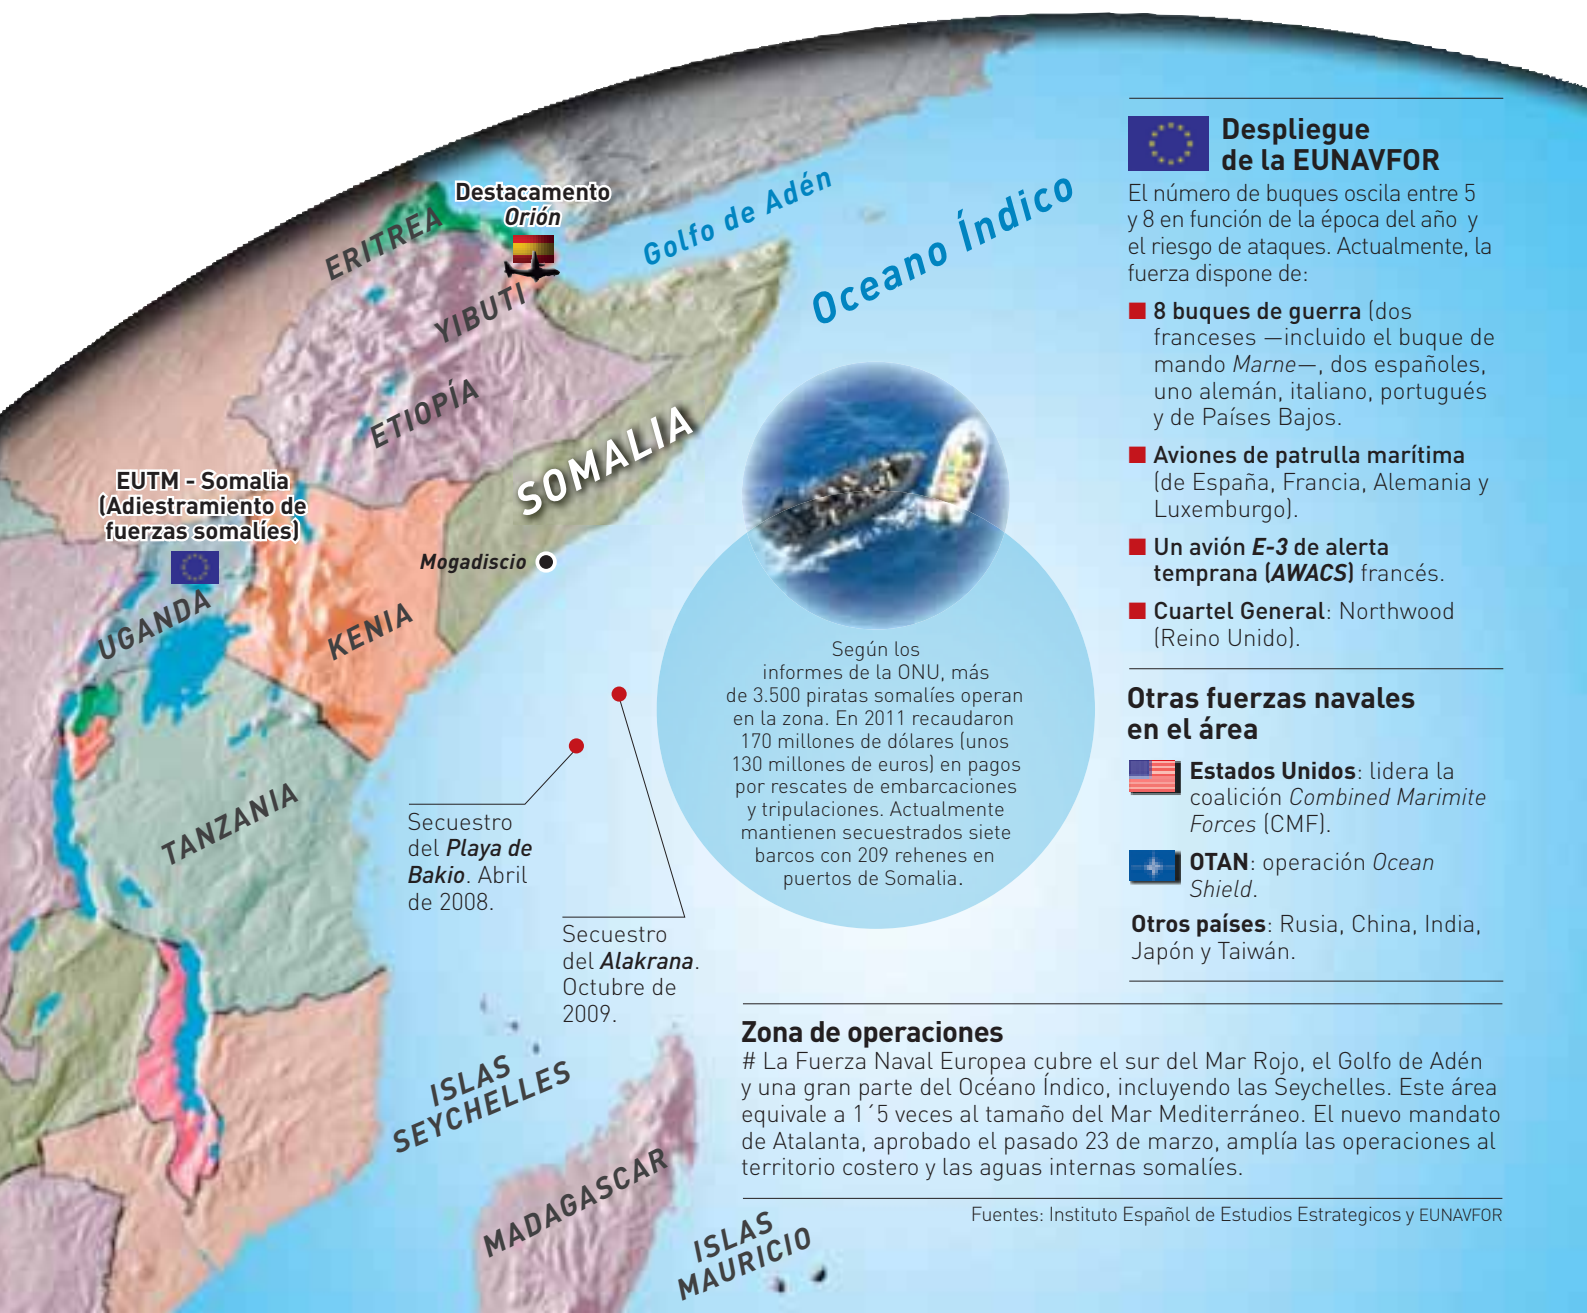 Destacamento
Orión
ERITREA
YIBUTI
ETIOPÍA
SOMALIA
Golfo de Adén
Oceano Índico
EUTM - Somalia
(Adiestramiento de
fuerzas somalíes)
Mogadiscio
UGANDA
KENIA
TANZANIA
Secuestro
del Playa de
Bakio. Abril
de 2008.
Secuestro
del Alakrana.
Octubre de
2009.
ISLAS
SEYCHELLES
MADAGASCAR
ISLAS
MAURICIO
Según los
informes de la ONU, más
de 3.500 piratas somalíes operan
en la zona. En 2011 recaudaron
170 millones de dólares (unos
130 millones de euros) en pagos
por rescates de embarcaciones
y tripulaciones. Actualmente
mantienen secuestrados siete
barcos con 209 rehenes en
puertos de Somalia.
Despliegue
de la EUNAVFOR
El número de buques oscila entre 5
y 8 en función de la época del año y
el riesgo de ataques. Actualmente, la
fuerza dispone de:
8 buques de guerra (dos
franceses —incluido el buque de
mando Marne—, dos españoles,
uno alemán, italiano, portugués
y de Países Bajos.
Aviones de patrulla marítima
(de España, Francia, Alemania y
Luxemburgo).
Un avión E-3 de alerta
temprana (AWACS) francés.
Cuartel General: Northwood
(Reino Unido).
Otras fuerzas navales
en el área
Estados Unidos: lidera la
coalición Combined Marimite
Forces (CMF).
OTAN: operación Ocean
Shield.
Otros países: Rusia, China, India,
Japón y Taiwán.
Zona de operaciones
# La Fuerza Naval Europea cubre el sur del Mar Rojo, el Golfo de Adén
y una gran parte del Océano Índico, incluyendo las Seychelles. Este área
equivale a 1´5 veces al tamaño del Mar Mediterráneo. El nuevo mandato
de Atalanta, aprobado el pasado 23 de marzo, amplía las operaciones al
territorio costero y las aguas internas somalíes.
Fuentes: Instituto Español de Estudios Estrategicos y EUNAVFOR